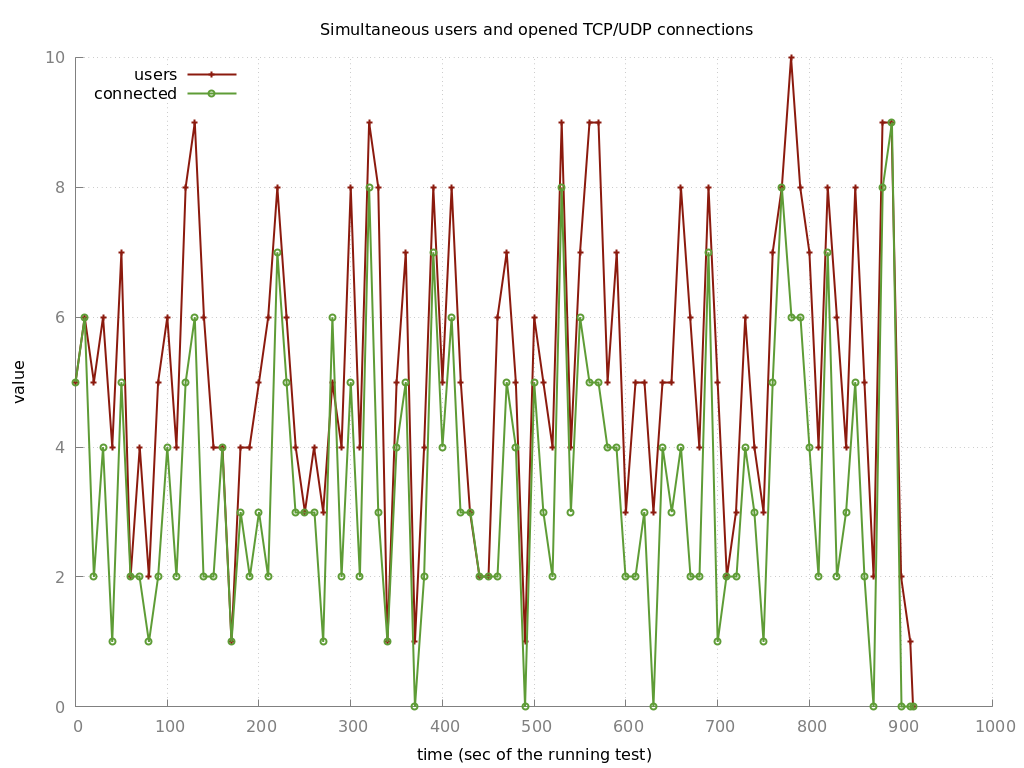 Simultaneous users and opened TCP/UDP connections
users
connected
10
8
6
4
2
0
value
0 100 200 300 400 500 600 700 800 900 1000
time (sec of the running test)